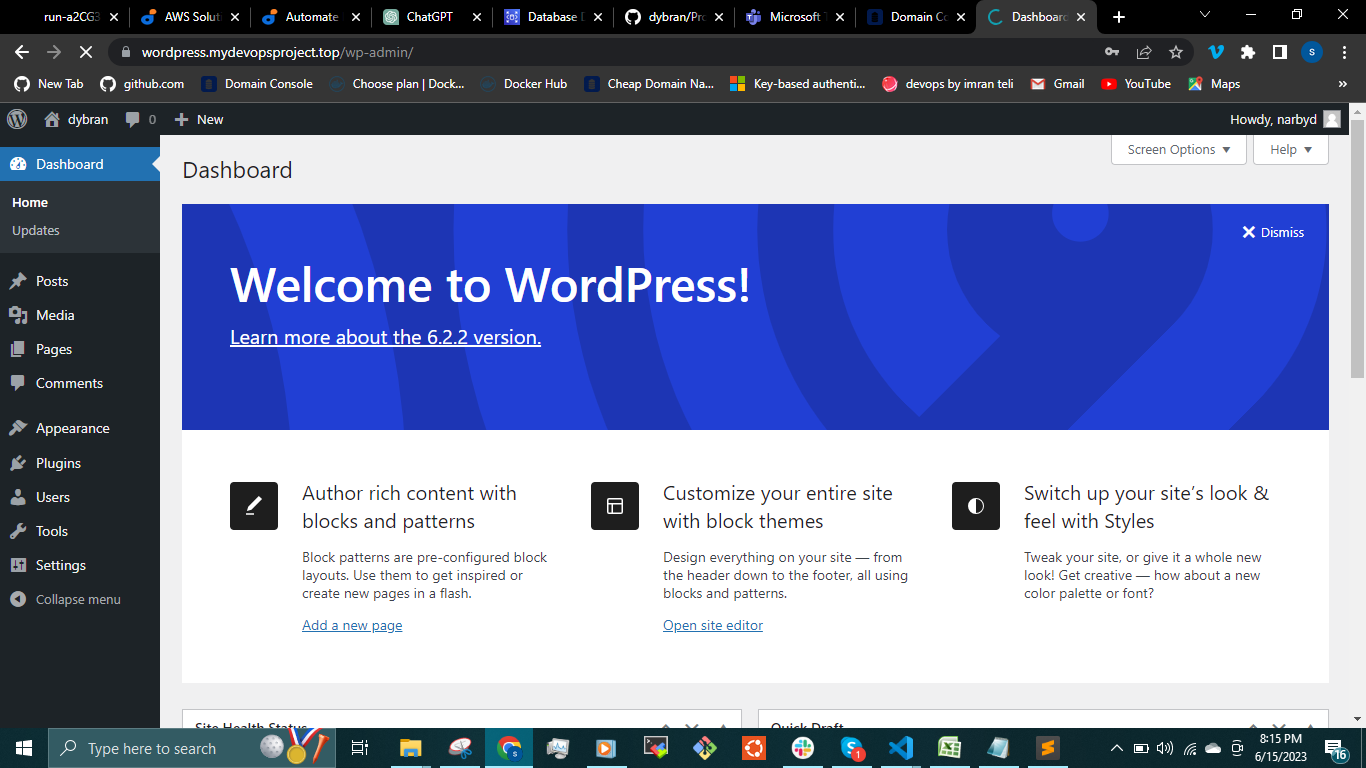 run-a2CG3
AWS Soluti
Automate
ChatGPT
Database
dybran/Pro
Microsoft
Domain Co
Dashboard
wordpress.mydevopsproject.top/wp-admin/
s
New Tab
github.com
Domain Console
Choose plan | Dock...
Docker Hub
Cheap Domain Na...
Key-based authenti...
devops by imran teli
Gmail
YouTube
Maps
»
dybran
0
New
Howdy, narbyd
Dashboard
Home
Updates
Posts
Media
Pages
Comments
Appearance
Plugins
Users
Tools
Settings
Collapse menu
Screen Options
Help
Dashboard
Dismiss
Welcome to WordPress!
Learn more about the 6.2.2 version.
Author rich content with
blocks and patterns
Block patterns are pre-configured block
layouts. Use them to get inspired or
create new pages in a flash.
Add a new page
Customize your entire site
with block themes
Design everything on your site — from
the header down to the footer, all using
blocks and patterns.
Open site editor
Switch up your site’s look &
feel with Styles
Tweak your site, or give it a whole new
look! Get creative — how about a new
color palette or font?
Site Health Status
Quick Draft
Type here to search
1
8:15 PM
6/15/2023
16